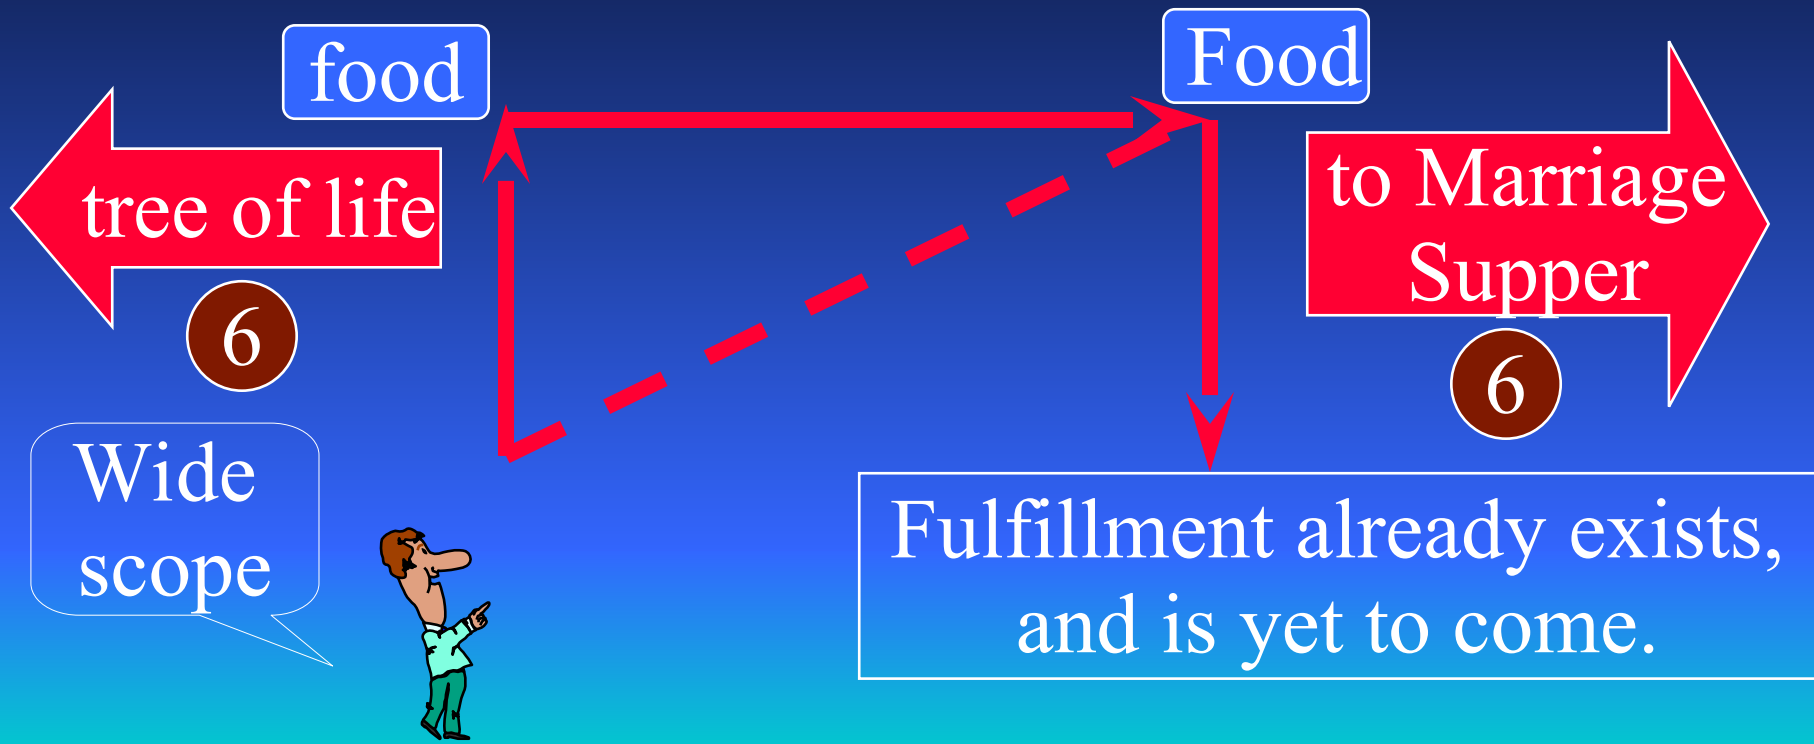 food
Food
tree of life
to Marriage
Supper
6
6
Wide
scope
Fulfillment already exists,
and is yet to come.